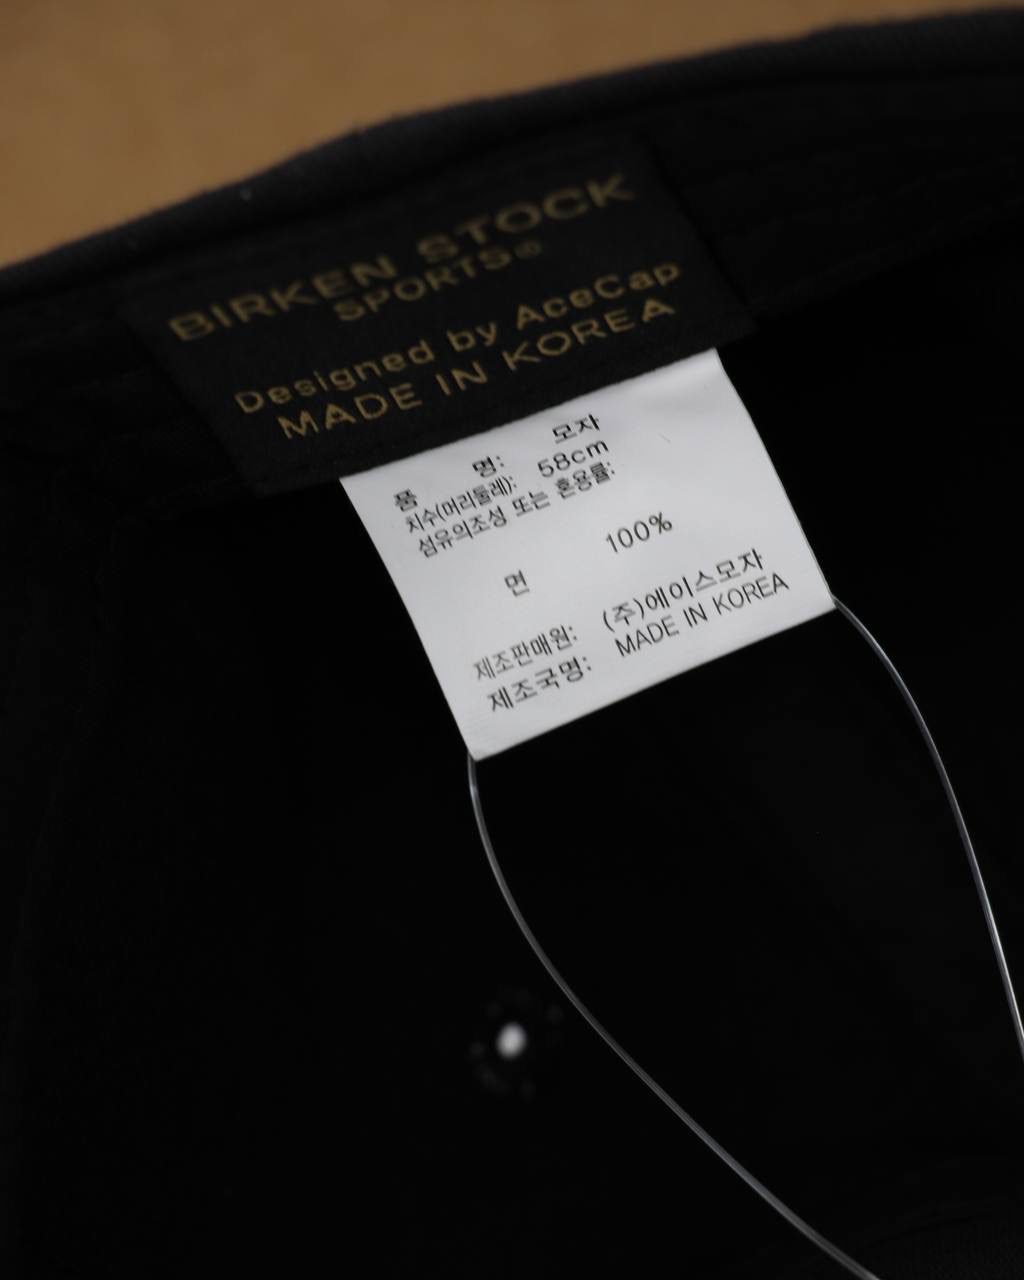 BIRKEN STOCK
SPORTS®
Designed by AceCap
MADE IN KOREA
품 명: 모자
치수(머리둘레): 58cm
섬유의조성 또는 혼용률:
면 100%
제조판매원: (주)에이스모자
제조국명: MADE IN KOREA